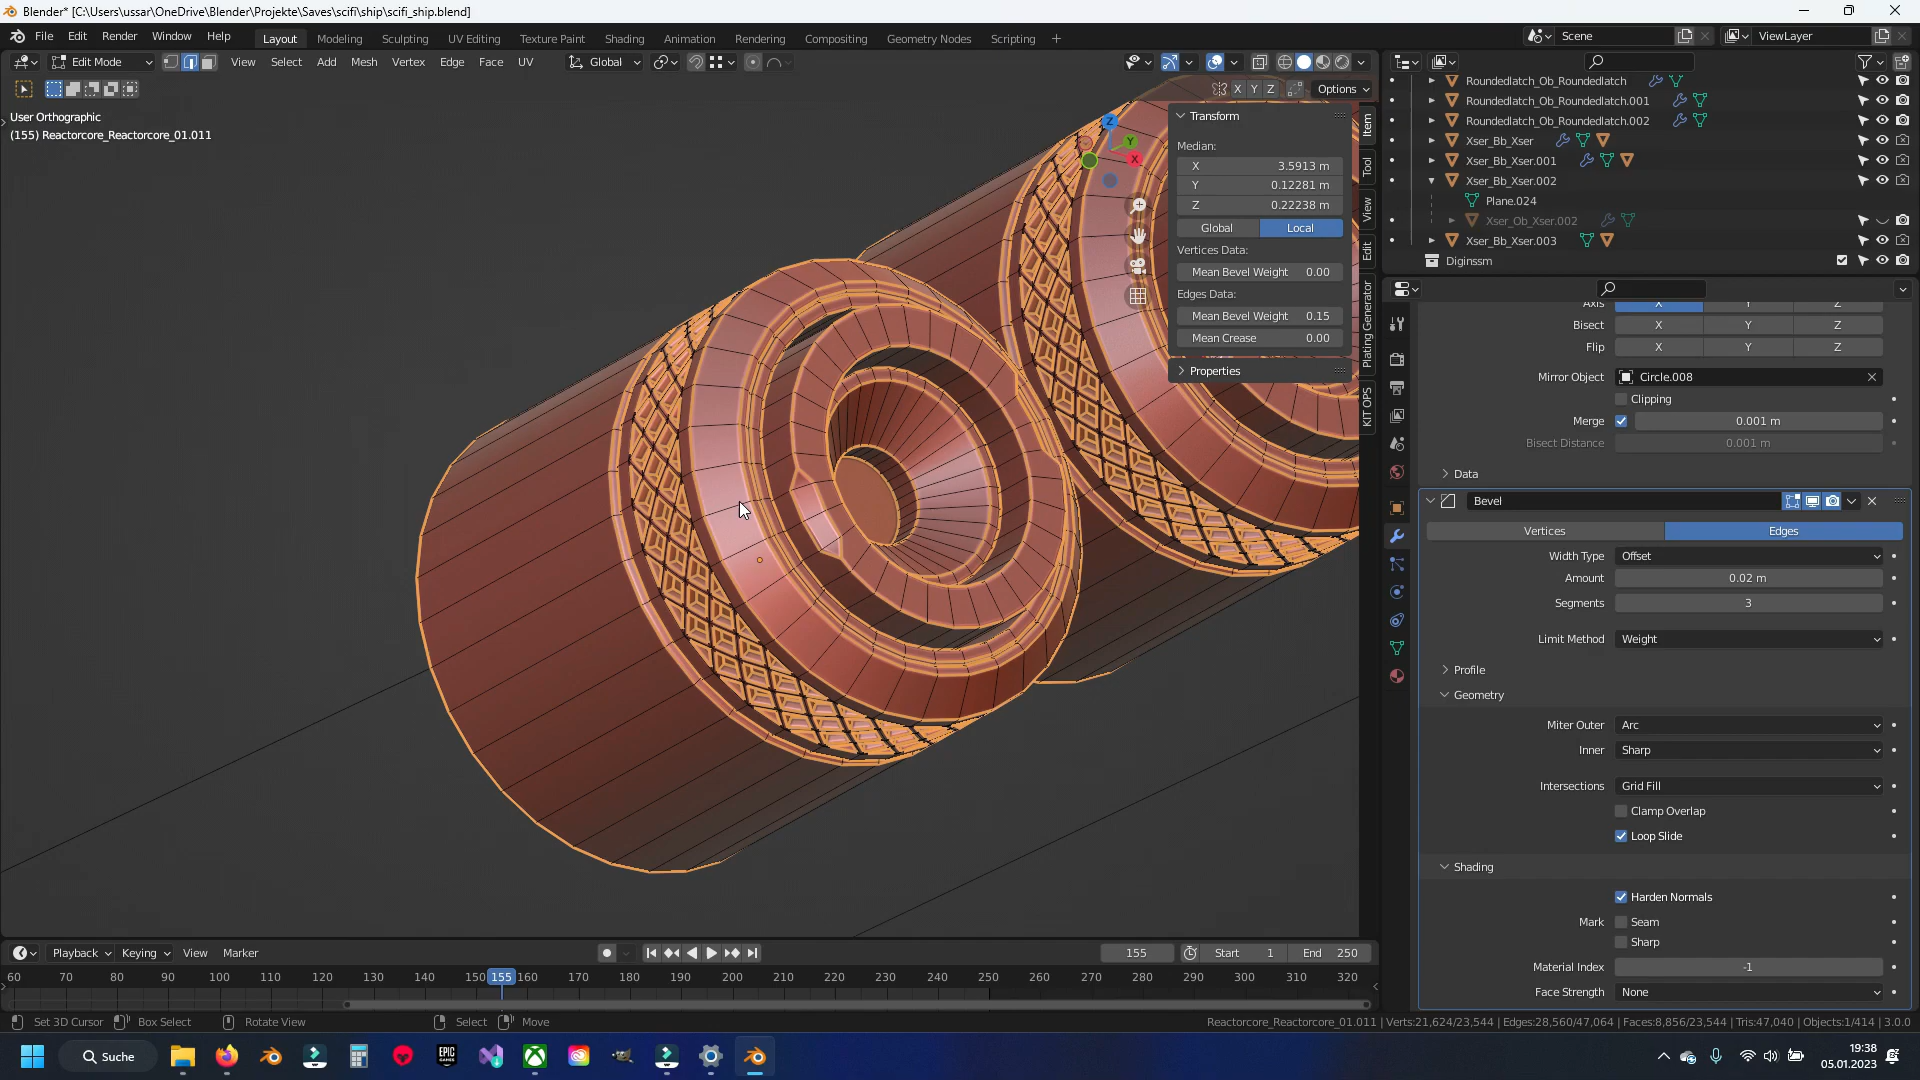 Blender* [C:\Users\ussar\OneDrive\Blender\Projekte\Saves\scifi\ship\scifi_ship.blend]
File Edit Render Window Help Layout Modeling Sculpting UV Editing Texture Paint Shading Animation Rendering Compositing Geometry Nodes Scripting + Scene ViewLayer
Edit Mode View Select Add Mesh Vertex Edge Face UV Global
X Y Z Options
User Orthographic
(155) Reactorcore_Reactorcore_01.011
Z
Y
X
Transform
Median:
X 3.5913 m
Y 0.12281 m
Z 0.22238 m
Global Local
Vertices Data:
Mean Bevel Weight 0.00
Edges Data:
Mean Bevel Weight 0.15
Mean Crease 0.00
Properties
Item
Tool
View
Edit
Plating Generator
KIT OPS
Roundedlatch_Ob_Roundedlatch
Roundedlatch_Ob_Roundedlatch.001
Roundedlatch_Ob_Roundedlatch.002
Xser_Bb_Xser
Xser_Bb_Xser.001
Xser_Bb_Xser.002
Plane.024
Xser_Ob_Xser.002
Xser_Bb_Xser.003
Diginssm
Axis X Y Z
Bisect X Y Z
Flip X Y Z
Mirror Object Circle.008
Clipping
Merge 0.001 m
Bisect Distance 0.001 m
Data
Bevel
Vertices Edges
Width Type Offset
Amount 0.02 m
Segments 3
Limit Method Weight
Profile
Geometry
Miter Outer Arc
Inner Sharp
Intersections Grid Fill
Clamp Overlap
Loop Slide
Shading
Harden Normals
Mark Seam
Sharp
Material Index -1
Face Strength None
Playback Keying View Marker 155 Start 1 End 250
60 70 80 90 100 110 120 130 140 150 155 160 170 180 190 200 210 220 230 240 250 260 270 280 290 300 310 320
Set 3D Cursor Box Select Rotate View Select Move Reactorcore_Reactorcore_01.011 | Verts:21,624/23,544 | Edges:28,560/47,064 | Faces:8,856/23,544 | Tris:47,040 | Objects:1/414 | 3.0.0
Suche
EPIC GAMES
19:38
05.01.2023